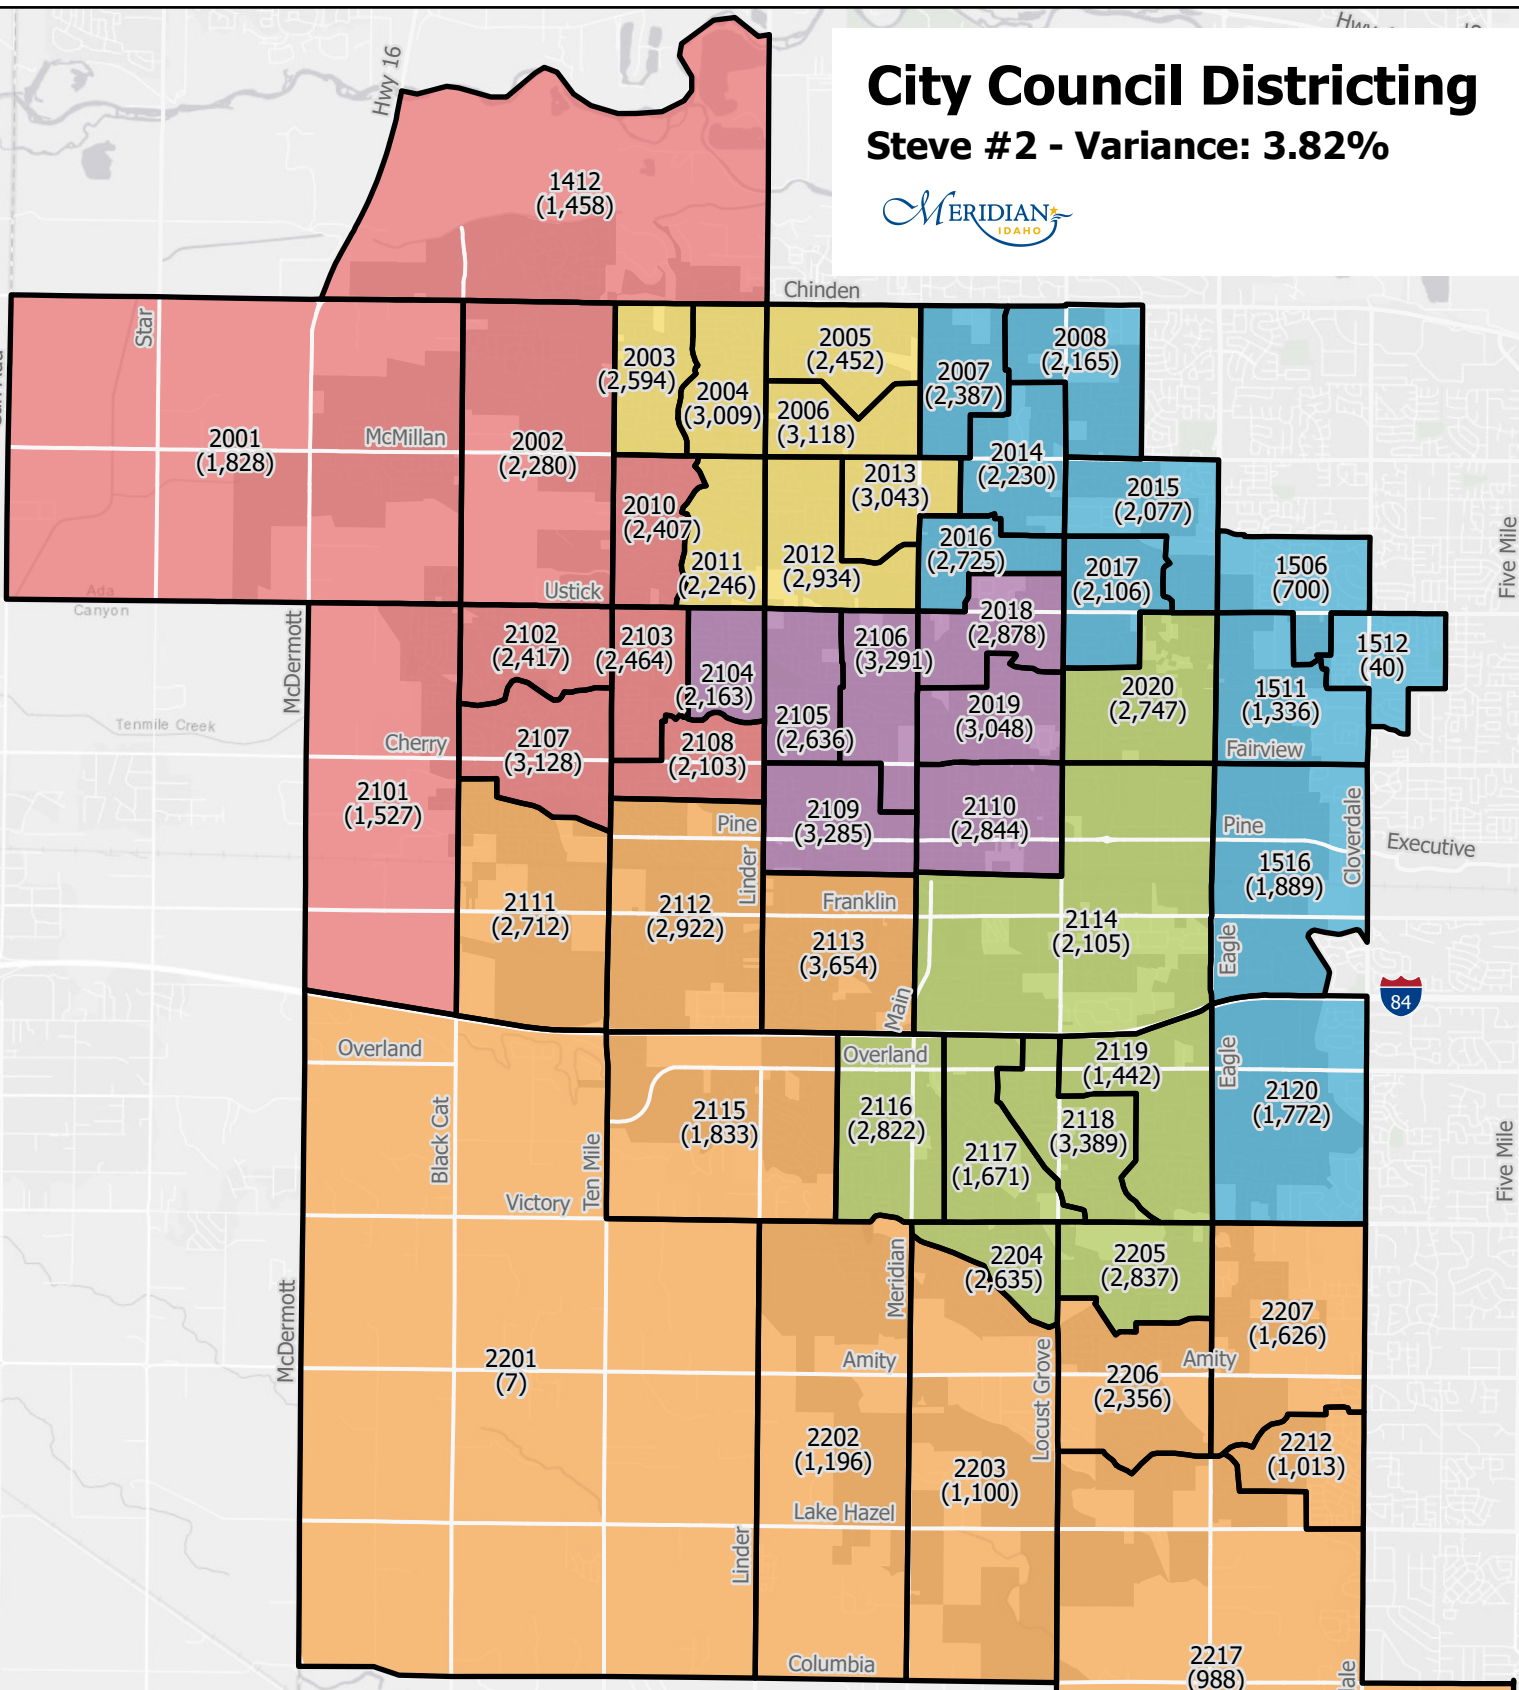 City Council Districting
Steve #2 - Variance: 3.82%
MERIDIAN
IDAHO
Hwy 16
1412
(1,458)
Chinden
Star
2003
(2,594)
2004
(3,009)
2005
(2,452)
2006
(3,118)
2007
(2,387)
2008
(2,165)
2001
(1,828)
McMillan
2002
(2,280)
2010
(2,407)
2011
(2,246)
2012
(2,934)
2013
(3,043)
2014
(2,230)
2015
(2,077)
2016
(2,725)
2017
(2,106)
1506
(700)
Five Mile
Ada
Canyon
Ustick
McDermott
2102
(2,417)
2103
(2,464)
2104
(2,163)
2105
(2,636)
2106
(3,291)
2018
(2,878)
2019
(3,048)
2020
(2,747)
1511
(1,336)
1512
(40)
Tenmile Creek
Cherry
2107
(3,128)
2108
(2,103)
Fairview
2101
(1,527)
Pine
2109
(3,285)
2110
(2,844)
Pine
Cloverdale
Executive
Linder
1516
(1,889)
2111
(2,712)
2112
(2,922)
Franklin
2113
(3,654)
2114
(2,105)
Eagle
Main
84
Overland
Overland
2119
(1,442)
Eagle
2120
(1,772)
Black Cat
Ten Mile
2115
(1,833)
2116
(2,822)
2117
(1,671)
2118
(3,389)
Five Mile
Victory
McDermott
Meridian
2204
(2,635)
2205
(2,837)
2207
(1,626)
2201
(7)
Amity
Locust Grove
Amity
2206
(2,356)
2202
(1,196)
2203
(1,100)
2212
(1,013)
Lake Hazel
Linder
Columbia
2217
(988)